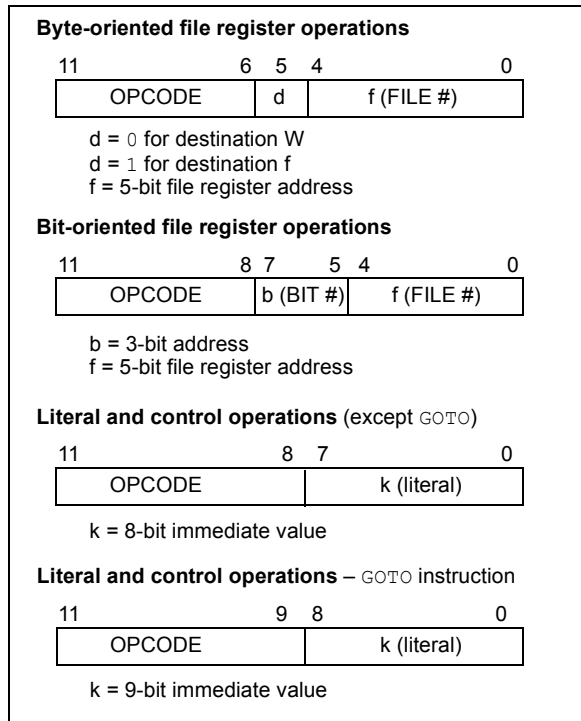 Byte-oriented file register operations
11 6 5 4 0
OPCODE d f (FILE #)
d = 0 for destination W
d = 1 for destination f
f = 5-bit file register address
Bit-oriented file register operations
11 8 7 5 4 0
OPCODE b (BIT #) f (FILE #)
b = 3-bit address
f = 5-bit file register address
Literal and control operations (except GOTO)
11 8 7 0
OPCODE k (literal)
k = 8-bit immediate value
Literal and control operations – GOTO instruction
11 9 8 0
OPCODE k (literal)
k = 9-bit immediate value